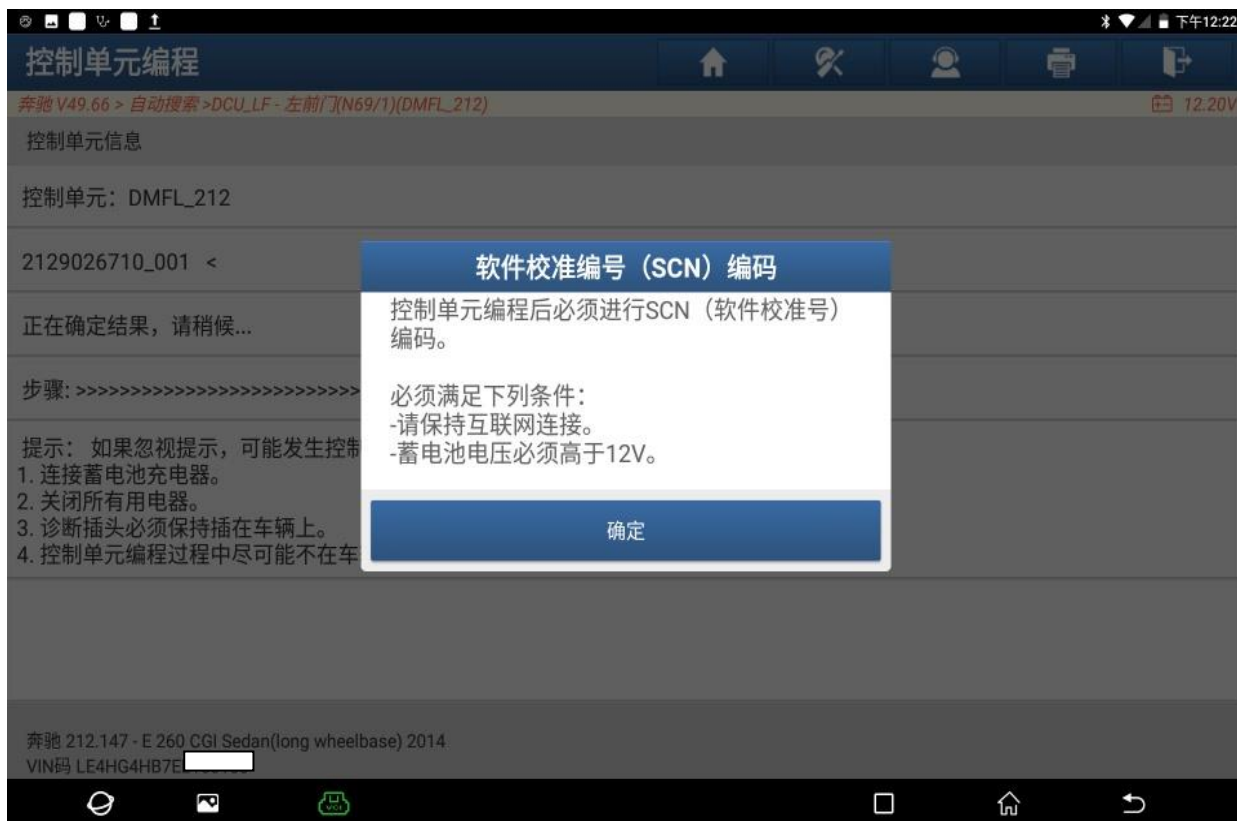 下午12:22
控制单元编程
奔驰 V49.66 > 自动搜索 >DCU_LF - 左前门(N69/1)(DMFL_212)
12.20V
控制单元信息
控制单元：DMFL_212
2129026710_001 <
正在确定结果，请稍候...
步骤: >>>>>>>>>>>>>>>>>>>>>>>>>>
提示： 如果忽视提示，可能发生控制
1. 连接蓄电池充电器。
2. 关闭所有用电器。
3. 诊断插头必须保持插在车辆上。
4. 控制单元编程过程中尽可能不在车
软件校准编号（SCN）编码
控制单元编程后必须进行SCN（软件校准号）
编码。
必须满足下列条件：
-请保持互联网连接。
-蓄电池电压必须高于12V。
确定
奔驰 212.147 - E 260 CGI Sedan(long wheelbase) 2014
VIN码 LE4HG4HB7E
VCI